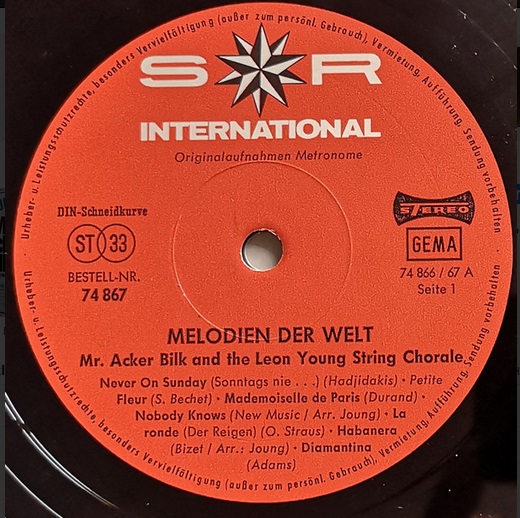 Urheber- u. Leistungsschutzrechte, besonders Vervielfältigung (außer zum persönl. Gebrauch), Vermietung, Aufführung, Sendung vorbehalten
S R
INTERNATIONAL
Originalaufnahmen Metronome
DIN-Schneidkurve
ST 33
BESTELL-NR.
74 867
STEREO
GEMA
74 866 / 67 A
Seite 1
MELODIEN DER WELT
Mr. Acker Bilk and the Leon Young String Chorale
Never On Sunday (Sonntags nie . . .) (Hadjidakis) · Petite
Fleur (S. Bechet) · Mademoiselle de Paris (Durand) ·
Nobody Knows (New Music / Arr. Joung) · La
ronde (Der Reigen) (O. Straus) · Habanera
(Bizet / Arr.: Joung) · Diamantina
(Adams)
Urheber- u. Leistungsschutzrechte, besonders Vervielfältigung (außer zum persönl. Gebrauch), Vermietung, Aufführung, Sendung vorbehalten